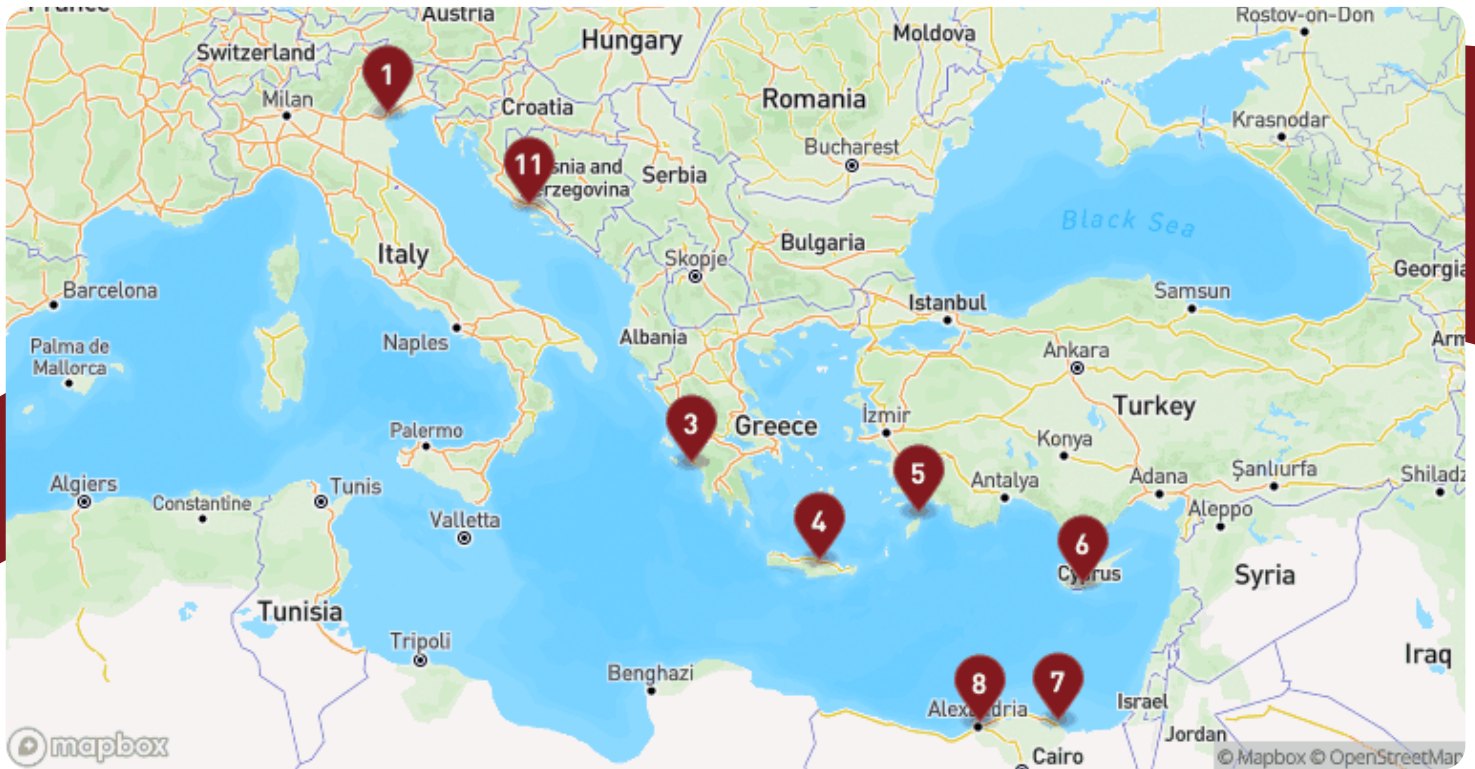 France
Austria
Rostov-on-Don
Hungary
Moldova
Switzerland
1
Milan
Croatia
Romania
Krasnodar
Bucharest
11
snia and
erzegovina
Serbia
Black Sea
Italy
Bulgaria
Skopje
Georgia
Barcelona
Istanbul
Samsun
Naples
Albania
Palma de
Mallorca
Ankara
Arm
Turkey
3
Greece
İzmir
Palermo
Konya
5
Algiers
Constantine
Tunis
Antalya
Adana
Şanlıurfa
Shiladz
Valletta
4
Aleppo
6
Cyprus
Syria
Tunisia
Tripoli
Benghazi
Iraq
8
7
Alexandria
Israel
Jordan
Cairo
mapbox
© Mapbox © OpenStreetMap